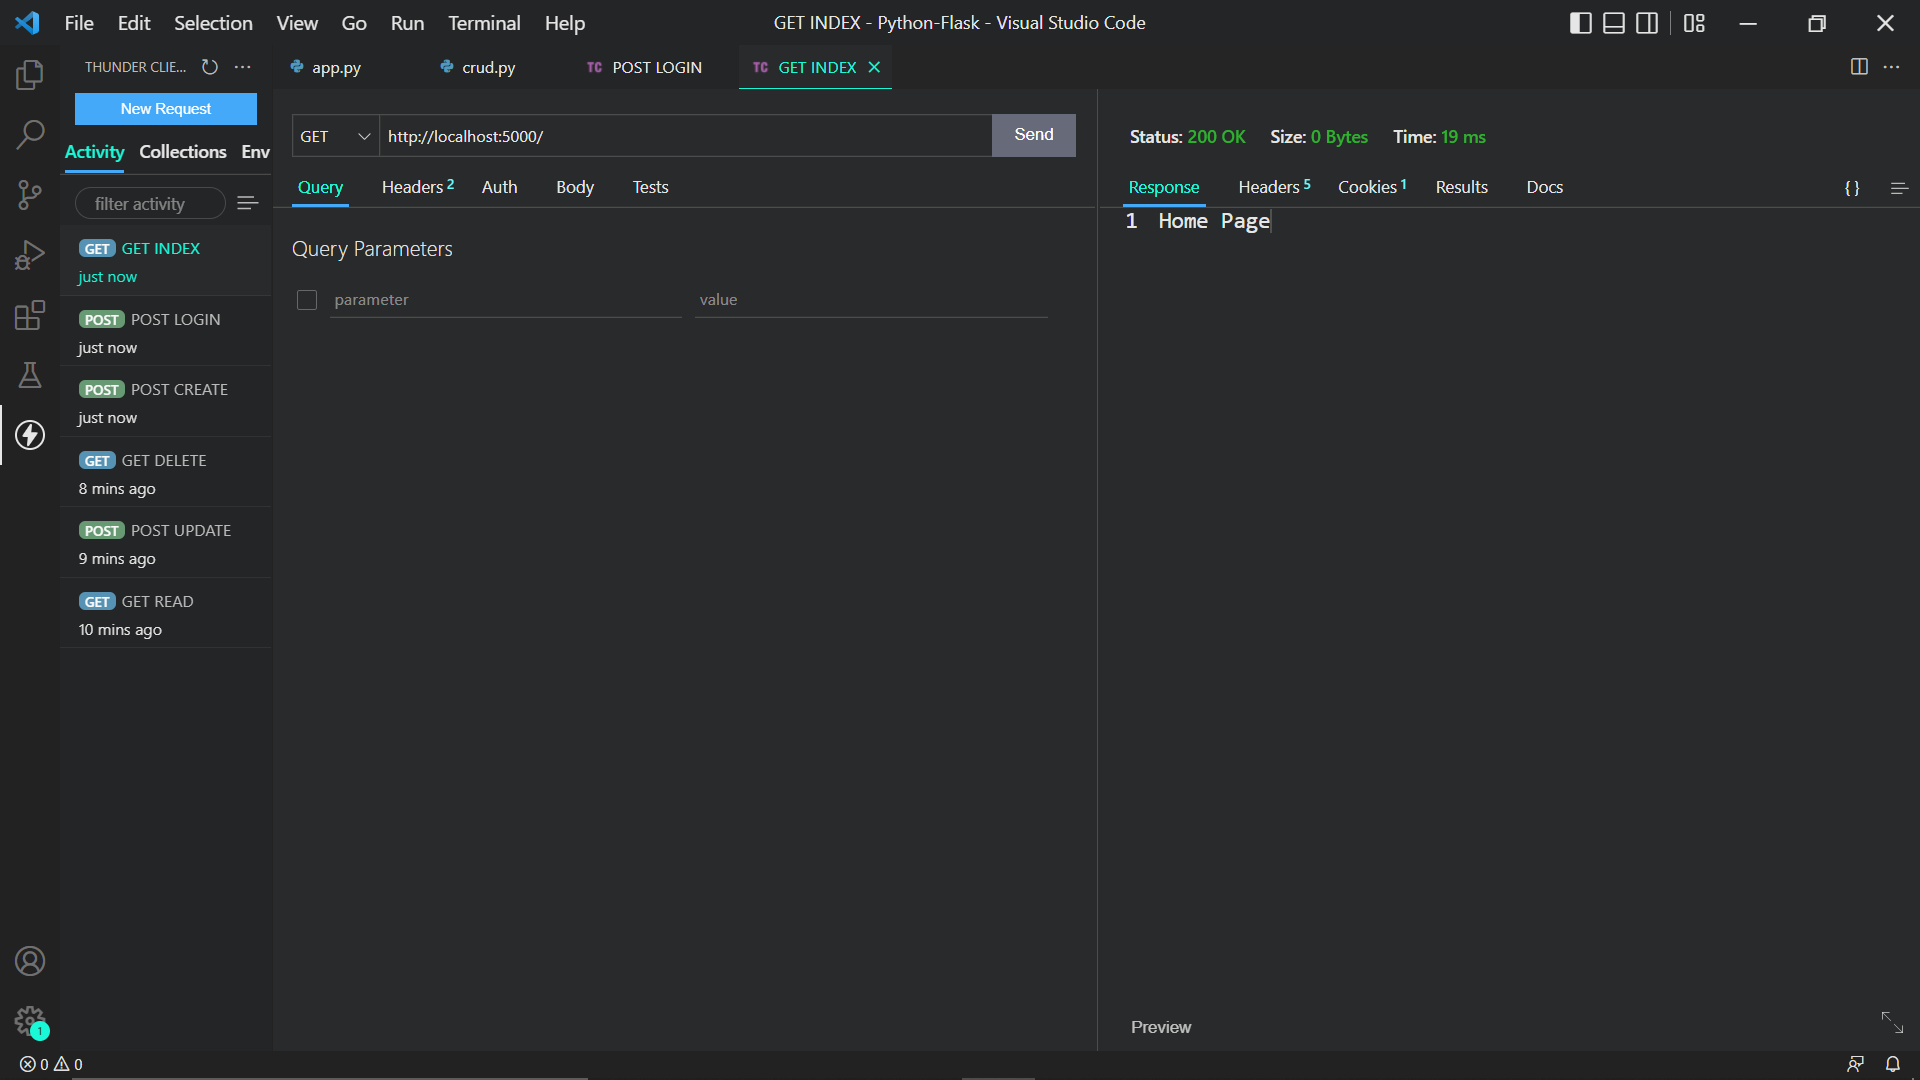 File Edit Selection View Go Run Terminal Help
GET INDEX - Python-Flask - Visual Studio Code
THUNDER CLIE... ...
app.py
crud.py
TC POST LOGIN
TC GET INDEX
...
New Request
Activity Collections Env
filter activity
GET GET INDEX
just now
POST POST LOGIN
just now
POST POST CREATE
just now
GET GET DELETE
8 mins ago
POST POST UPDATE
9 mins ago
GET GET READ
10 mins ago
GET
http://localhost:5000/
Send
Query Headers 2 Auth Body Tests
Query Parameters
parameter value
Status: 200 OK Size: 0 Bytes Time: 19 ms
Response Headers 5 Cookies 1 Results Docs {}
1 Home Page
Preview
1
0 0